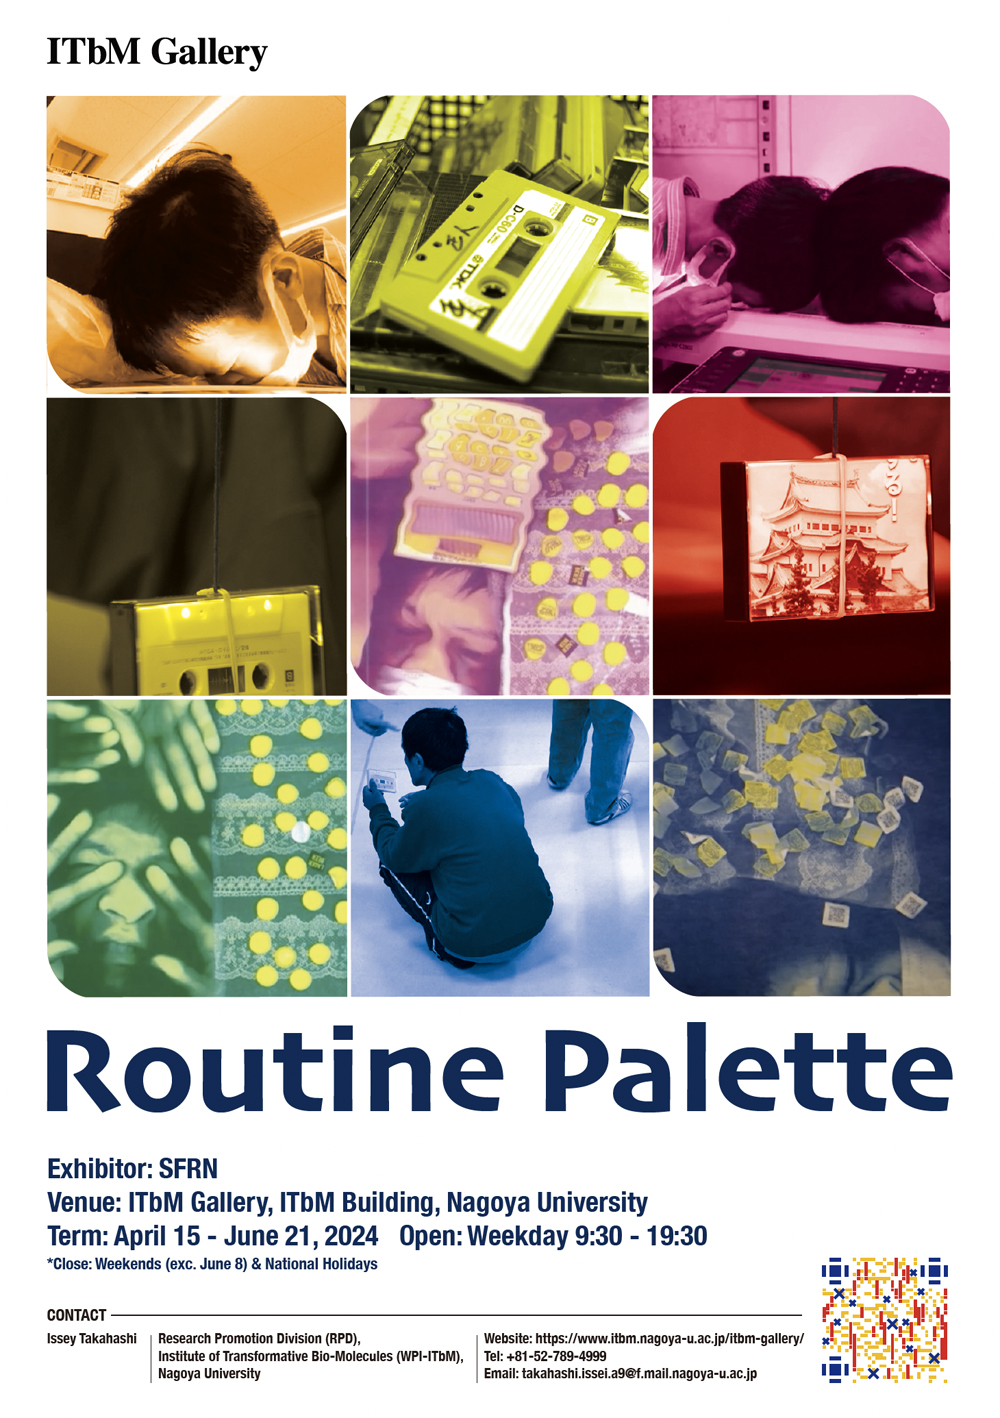 ITbM Gallery
D-C60
TDK
Routine Palette
Exhibitor: SFRN
Venue: ITbM Gallery, ITbM Building, Nagoya University
Term: April 15 - June 21, 2024 Open: Weekday 9:30 - 19:30
*Close: Weekends (exc. June 8) & National Holidays
CONTACT
Issey Takahashi
Research Promotion Division (RPD),
Institute of Transformative Bio-Molecules (WPI-ITbM),
Nagoya University
Website: https://www.itbm.nagoya-u.ac.jp/itbm-gallery/
Tel: +81-52-789-4999
Email: takahashi.issei.a9@f.mail.nagoya-u.ac.jp